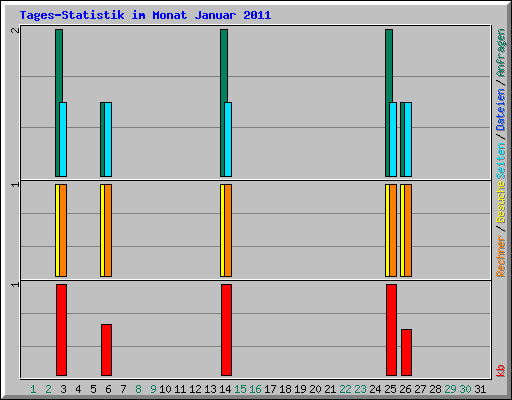 Tages-Statistik im Monat Januar 2011
2
1
1
Rechner / Besuche Seiten / Dateien / Anfragen
kb
1 2 3 4 5 6 7 8 9 10 11 12 13 14 15 16 17 18 19 20 21 22 23 24 25 26 27 28 29 30 31